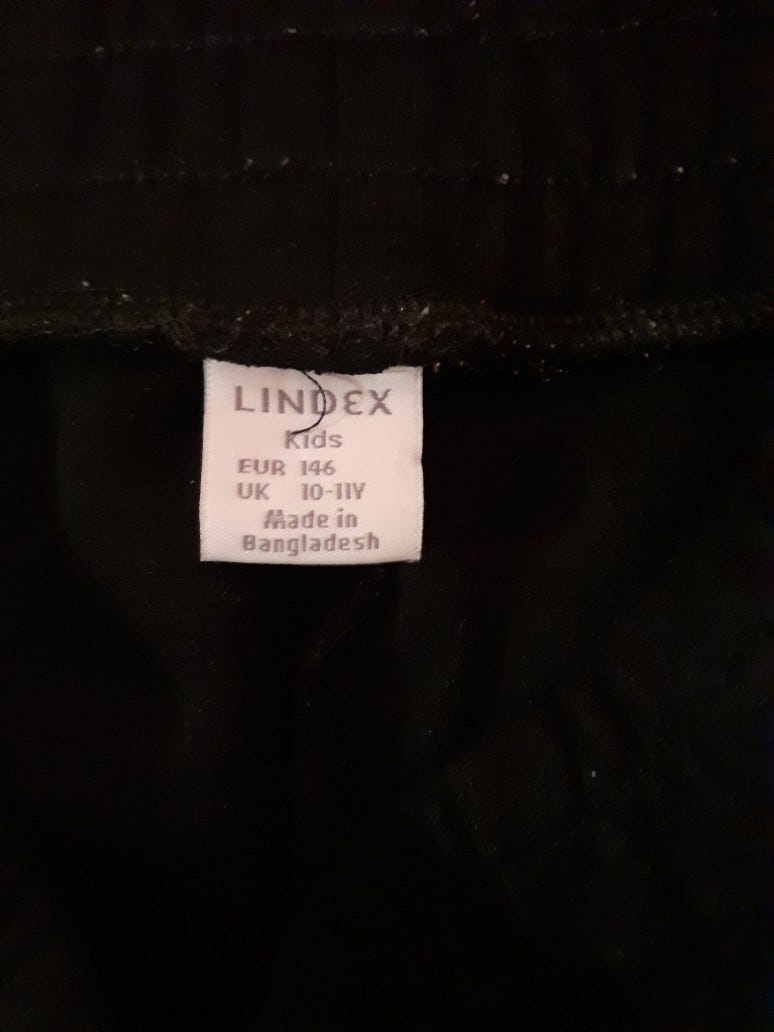 LINDEX
Kids
EUR 146
UK 10-11Y
Made in
Bangladesh